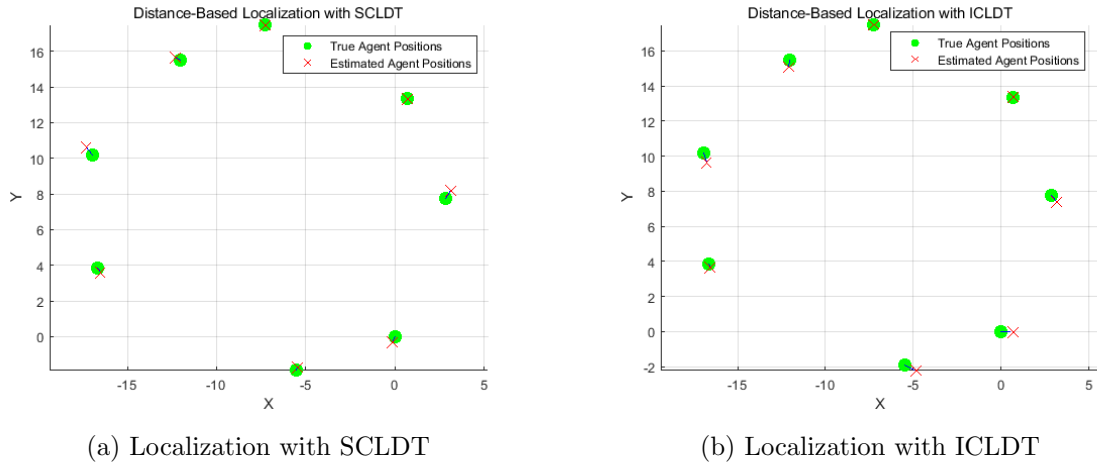 Distance-Based Localization with SCLDT
True Agent Positions
Estimated Agent Positions
16
14
12
10
8
6
4
2
0
Y
-15
-10
-5
0
5
X
(a) Localization with SCLDT
Distance-Based Localization with ICLDT
True Agent Positions
Estimated Agent Positions
16
14
12
10
8
6
4
2
0
-2
Y
-15
-10
-5
0
5
X
(b) Localization with ICLDT